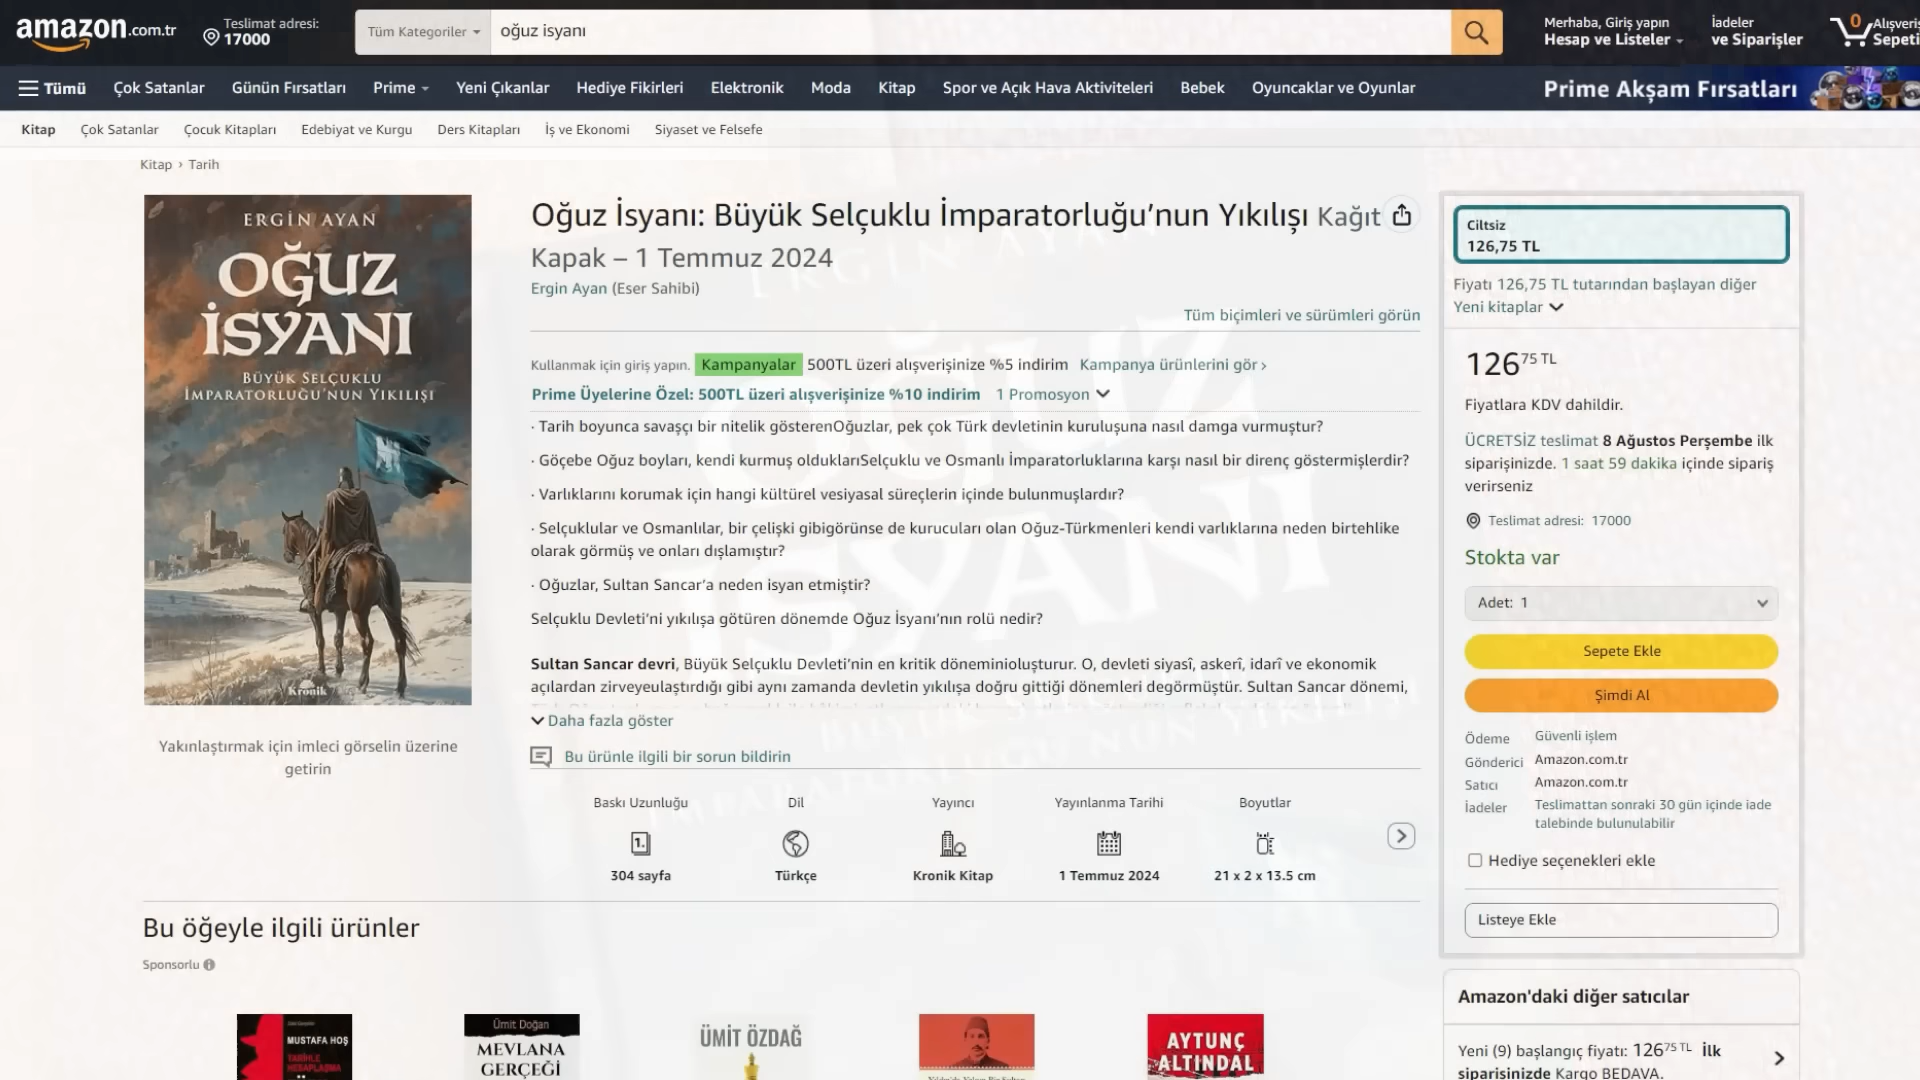 amazon.com.tr
Teslimat adresi:
17000
Tüm Kategoriler
oğuz isyanı
Merhaba, Giriş yapın
Hesap ve Listeler
İadeler
ve Siparişler
0
Tümü
Çok Satanlar
Günün Fırsatları
Prime
Yeni Çıkanlar
Hediye Fikirleri
Elektronik
Moda
Kitap
Spor ve Açık Hava Aktiviteleri
Bebek
Oyuncaklar ve Oyunlar
Prime Akşam Fırsatları
Kitap
Çok Satanlar
Çocuk Kitapları
Edebiyat ve Kurgu
Ders Kitapları
İş ve Ekonomi
Siyaset ve Felsefe
Kitap › Tarih
ERGİN AYAN
OĞUZ
İSYANI
BÜYÜK SELÇUKLU
İMPARATORLUĞU'NUN YIKILIŞI
Kronik
Yakınlaştırmak için imleci görselin üzerine
getirin
Oğuz İsyanı: Büyük Selçuklu İmparatorluğu’nun Yıkılışı Kağıt
Kapak – 1 Temmuz 2024
Ergin Ayan (Eser Sahibi)
Tüm biçimleri ve sürümleri görün
Kullanmak için giriş yapın. Kampanyalar 500TL üzeri alışverişinize %5 indirim Kampanya ürünlerini gör ›
Prime Üyelerine Özel: 500TL üzeri alışverişinize %10 indirim 1 Promosyon
· Tarih boyunca savaşçı bir nitelik gösterenOğuzlar, pek çok Türk devletinin kuruluşuna nasıl damga vurmuştur?
· Göçebe Oğuz boyları, kendi kurmuş olduklarıSelçuklu ve Osmanlı İmparatorluklarına karşı nasıl bir direnç göstermişlerdir?
· Varlıklarını korumak için hangi kültürel vesiyasal süreçlerin içinde bulunmuşlardır?
· Selçuklular ve Osmanlılar, bir çelişki gibigörünse de kurucuları olan Oğuz-Türkmenleri kendi varlıklarına neden birtehlike
olarak görmüş ve onları dışlamıştır?
· Oğuzlar, Sultan Sancar’a neden isyan etmiştir?
Selçuklu Devleti’ni yıkılışa götüren dönemde Oğuz İsyanı’nın rolü nedir?
Sultan Sancar devri, Büyük Selçuklu Devleti’nin en kritik döneminioluşturur. O, devleti siyasî, askerî, idarî ve ekonomik
açılardan zirveyeulaştırdığı gibi aynı zamanda devletin yıkılışa doğru gittiği dönemleri degörmüştür. Sultan Sancar dönemi,
Daha fazla göster
Bu ürünle ilgili bir sorun bildirin
Baskı Uzunluğu
304 sayfa
Dil
Türkçe
Yayıncı
Kronik Kitap
Yayınlanma Tarihi
1 Temmuz 2024
Boyutlar
21 x 2 x 13.5 cm
Ciltsiz
126,75 TL
Fiyatı 126,75 TL tutarından başlayan diğer
Yeni kitaplar
126 75 TL
Fiyatlara KDV dahildir.
ÜCRETSİZ teslimat 8 Ağustos Perşembe ilk
siparişinizde. 1 saat 59 dakika içinde sipariş
verirseniz
Teslimat adresi: 17000
Stokta var
Adet: 1
Sepete Ekle
Şimdi Al
Ödeme Güvenli işlem
Gönderici Amazon.com.tr
Satıcı Amazon.com.tr
İadeler Teslimattan sonraki 30 gün içinde iade
talebinde bulunulabilir
Hediye seçenekleri ekle
Listeye Ekle
Bu öğeyle ilgili ürünler
Sponsorlu
MUSTAFA HOŞ
TARİHLE
HESAPLAŞMA
Ümit Doğan
MEVLANA
GERÇEĞİ
ÜMİT ÖZDAĞ
AYTUNÇ
ALTINDAL
Amazon'daki diğer satıcılar
Yeni (9) başlangıç fiyatı: 126 75 TL İlk
siparişinizde Kargo BEDAVA.